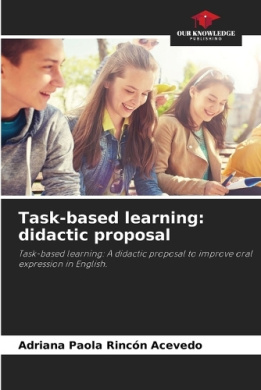 OUR KNOWLEDGE
PUBLISHING
Task-based learning:
didactic proposal
Task-based learning: A didactic proposal to improve oral
expression in English.
Adriana Paola Rincón Acevedo